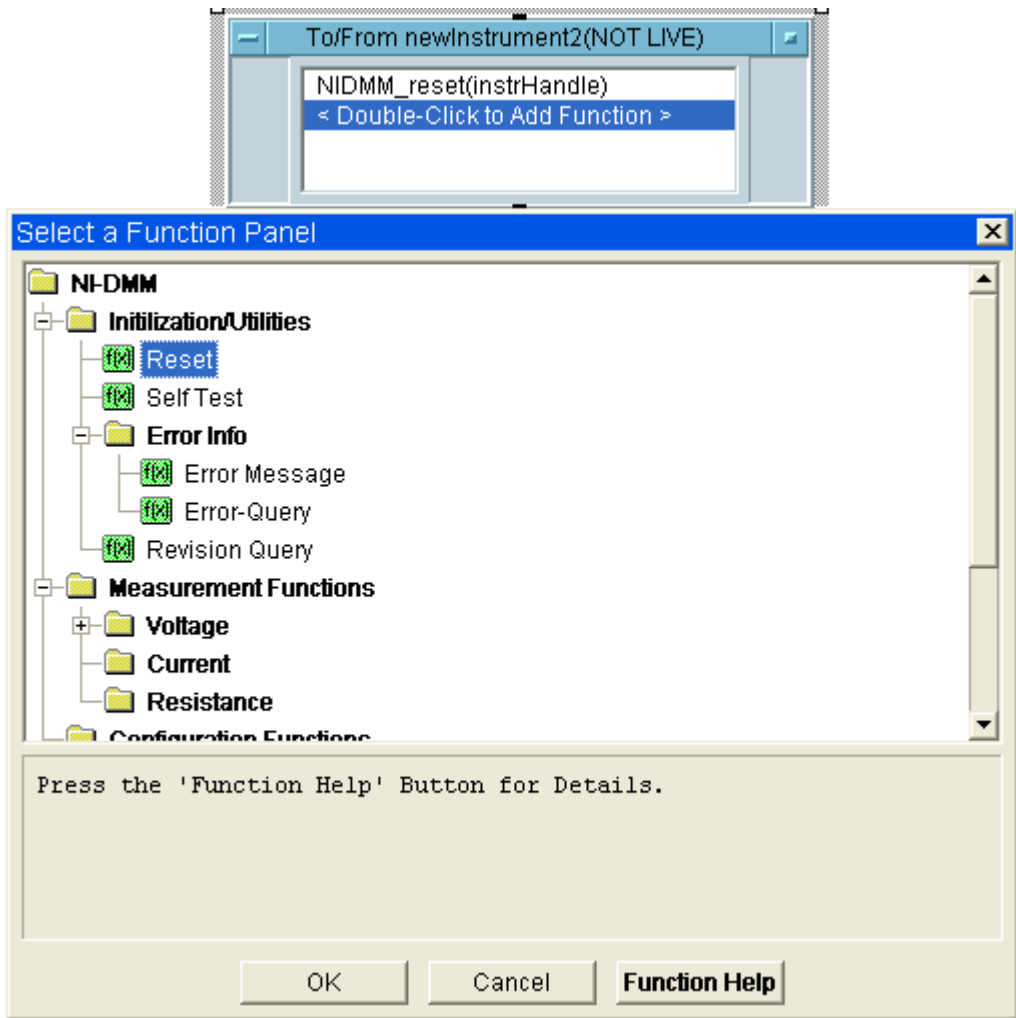 To/From newInstrument2(NOT LIVE)
NIDMM_reset(instrHandle)
< Double-Click to Add Function >
Select a Function Panel
NI-DMM
Initilization/Utilities
f(x) Reset
f(x) Self Test
Error Info
f(x) Error Message
f(x) Error-Query
f(x) Revision Query
Measurement Functions
Voltage
Current
Resistance
Configuration Functions
Press the 'Function Help' Button for Details.
OK Cancel Function Help